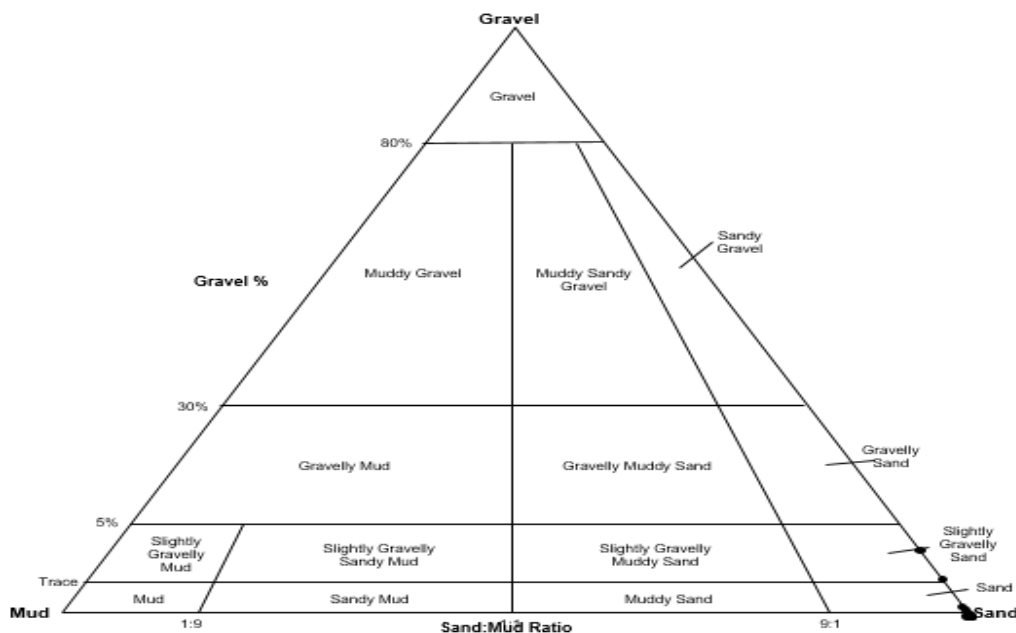 Gravel
Gravel
80%
Sandy
Gravel
Muddy Gravel
Muddy Sandy
Gravel
Gravel %
30%
Gravelly Mud
Gravelly Muddy Sand
Gravelly
Sand
5%
Slightly
Gravelly
Mud
Slightly Gravelly
Sandy Mud
Slightly Gravelly
Muddy Sand
Slightly
Gravelly
Sand
Trace
Mud
Sandy Mud
Muddy Sand
Sand
Mud
Sand
1:9
9:1
Sand:Mud Ratio